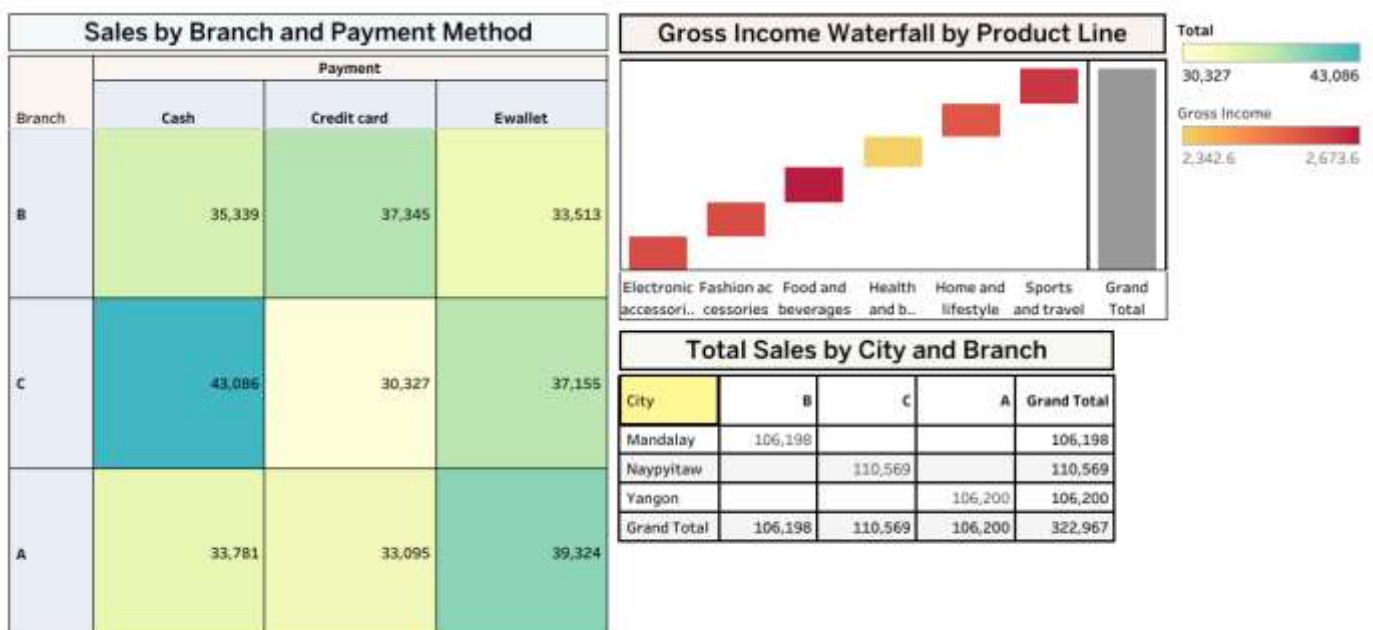 Sales by Branch and Payment Method
Payment
Branch Cash Credit card Ewallet
B 35,339 37,345 33,513
C 43,086 30,327 37,155
A 33,781 33,095 39,324
Gross Income Waterfall by Product Line
Electronic Fashion ac Food and Health Home and Sports Grand
accessori.. cessories beverages and b.. lifestyle and travel Total
Total Sales by City and Branch
City B C A Grand Total
Mandalay 106,198 106,198
Naypyitaw 110,569 110,569
Yangon 106,200 106,200
Grand Total 106,198 110,569 106,200 322,967
Total
30,327 43,086
Gross Income
2,342.6 2,673.6